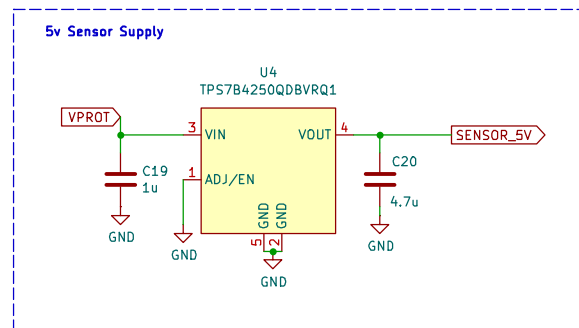 5v Sensor Supply
U4
TPS7B4250QDBVRQ1
VPROT
3
VIN
VOUT
4
SENSOR_5V
C19
1u
1
ADJ/EN
C20
4.7u
GND
GND
5
2
GND
GND
GND
GND